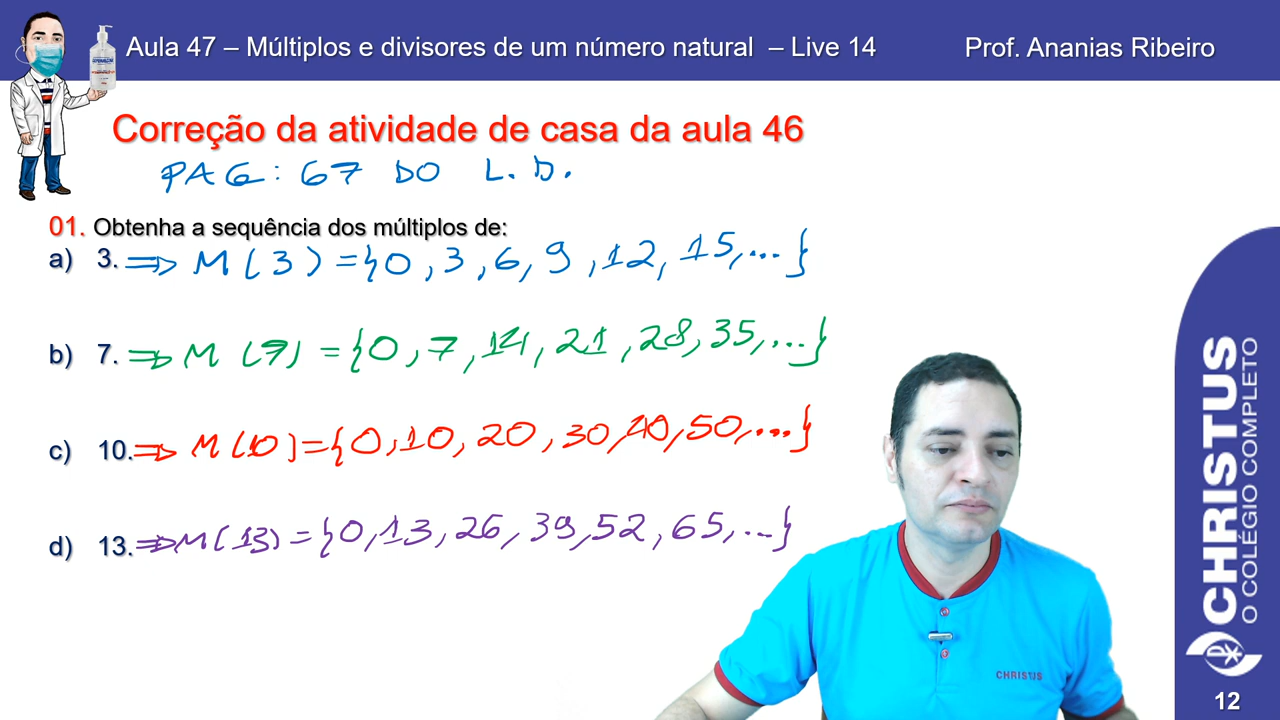 Aula 47 – Múltiplos e divisores de um número natural – Live 14 Prof. Ananias Ribeiro
Correção da atividade de casa da aula 46
PAG: 67 DO L.D.
01. Obtenha a sequência dos múltiplos de:
a) 3. ⇒ M(3) = {0, 3, 6, 9, 12, 15, ...}
b) 7. ⇒ M(7) = {0, 7, 14, 21, 28, 35, ...}
c) 10. ⇒ M(10) = {0, 10, 20, 30, 40, 50, ...}
d) 13. ⇒ M(13) = {0, 13, 26, 39, 52, 65, ...}
CHRISTUS
O COLÉGIO COMPLETO
CHRISTUS
12